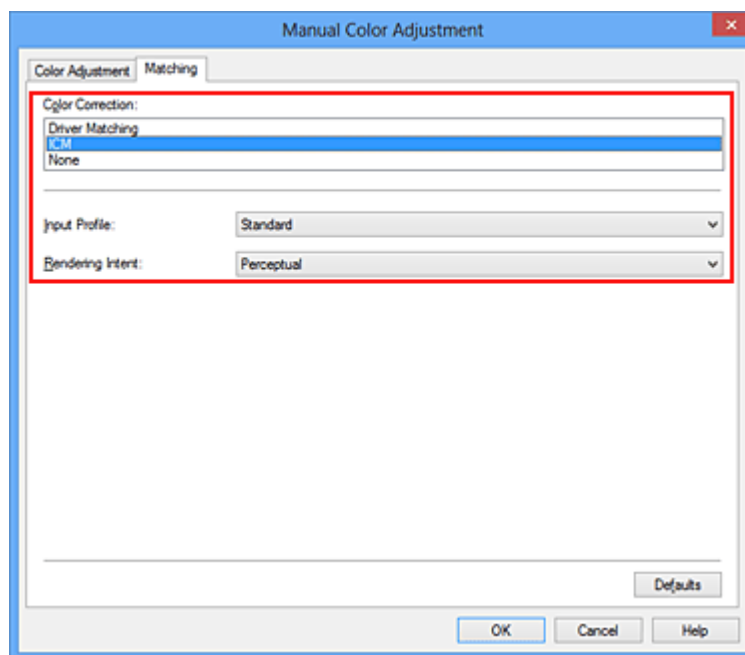 Manual Color Adjustment
Color Adjustment Matching
Color Correction:
Driver Matching
ICM
None
Input Profile: Standard
Rendering Intent: Perceptual
Defaults
OK Cancel Help